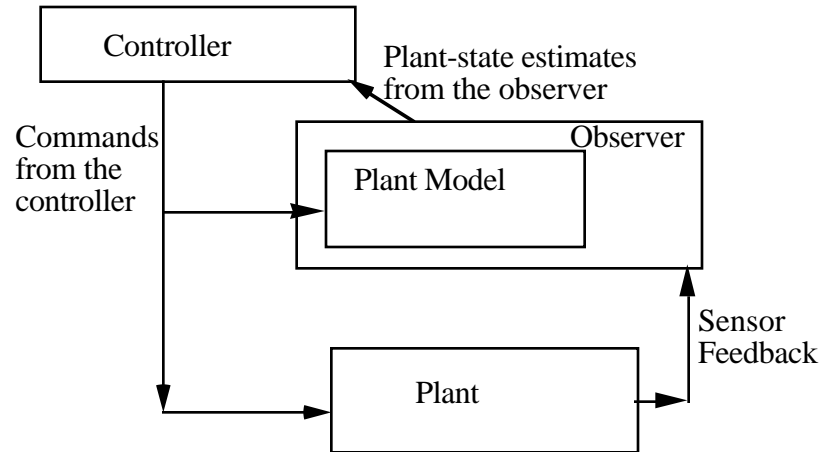 Controller
Plant-state estimates
from the observer
Commands
from the
controller
Observer
Plant Model
Sensor
Feedback
Plant